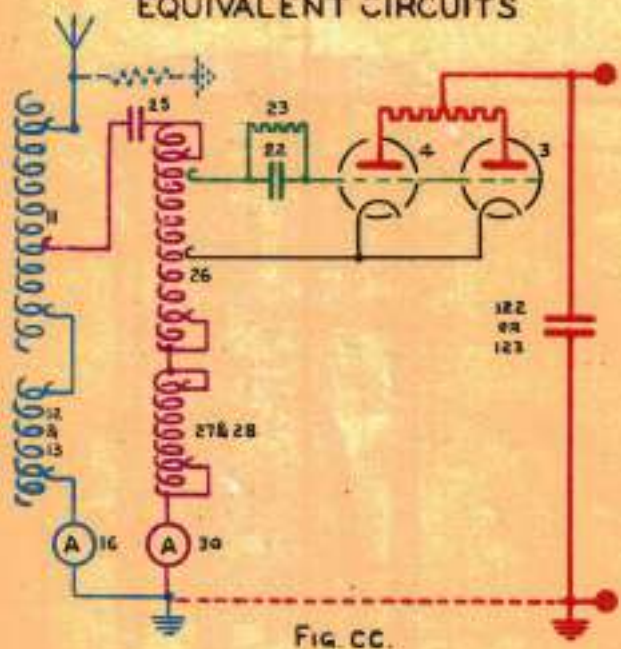 EQUIVALENT CIRCUITS
25
23
22
4
3
11
26
122
OR
123
12
&
13
27 & 28
A 16
A 30
FIG. CC.